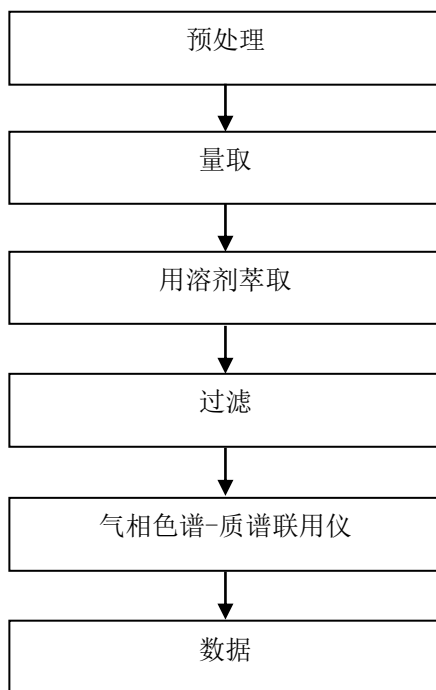 预处理
量取
用溶剂萃取
过滤
气相色谱-质谱联用仪
数据